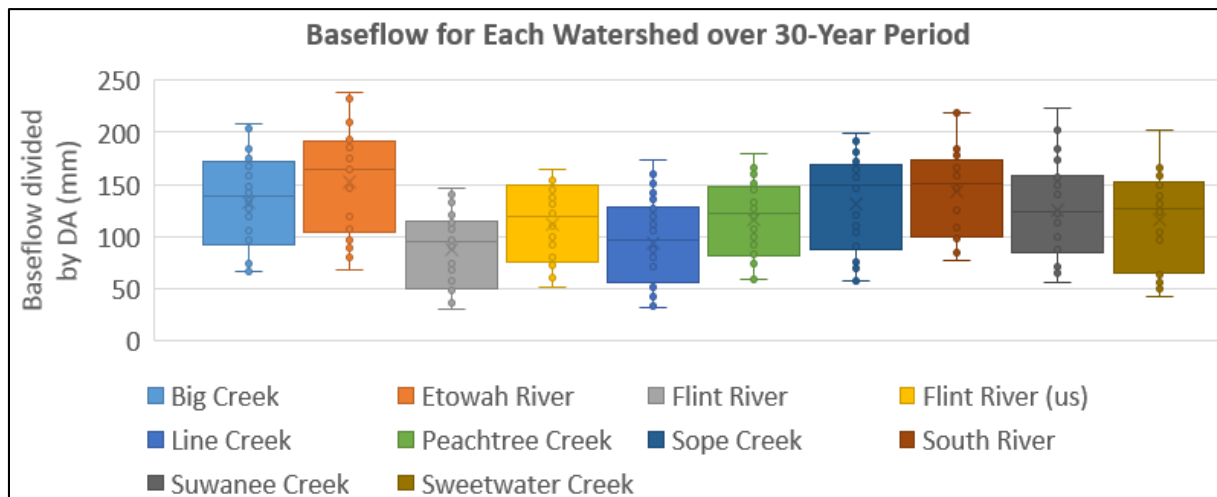 Baseflow for Each Watershed over 30-Year Period
Baseflow divided
by DA (mm)
250
200
150
100
50
0
Big Creek Etowah River Flint River Flint River (us)
Line Creek Peachtree Creek Sope Creek South River
Suwanee Creek Sweetwater Creek